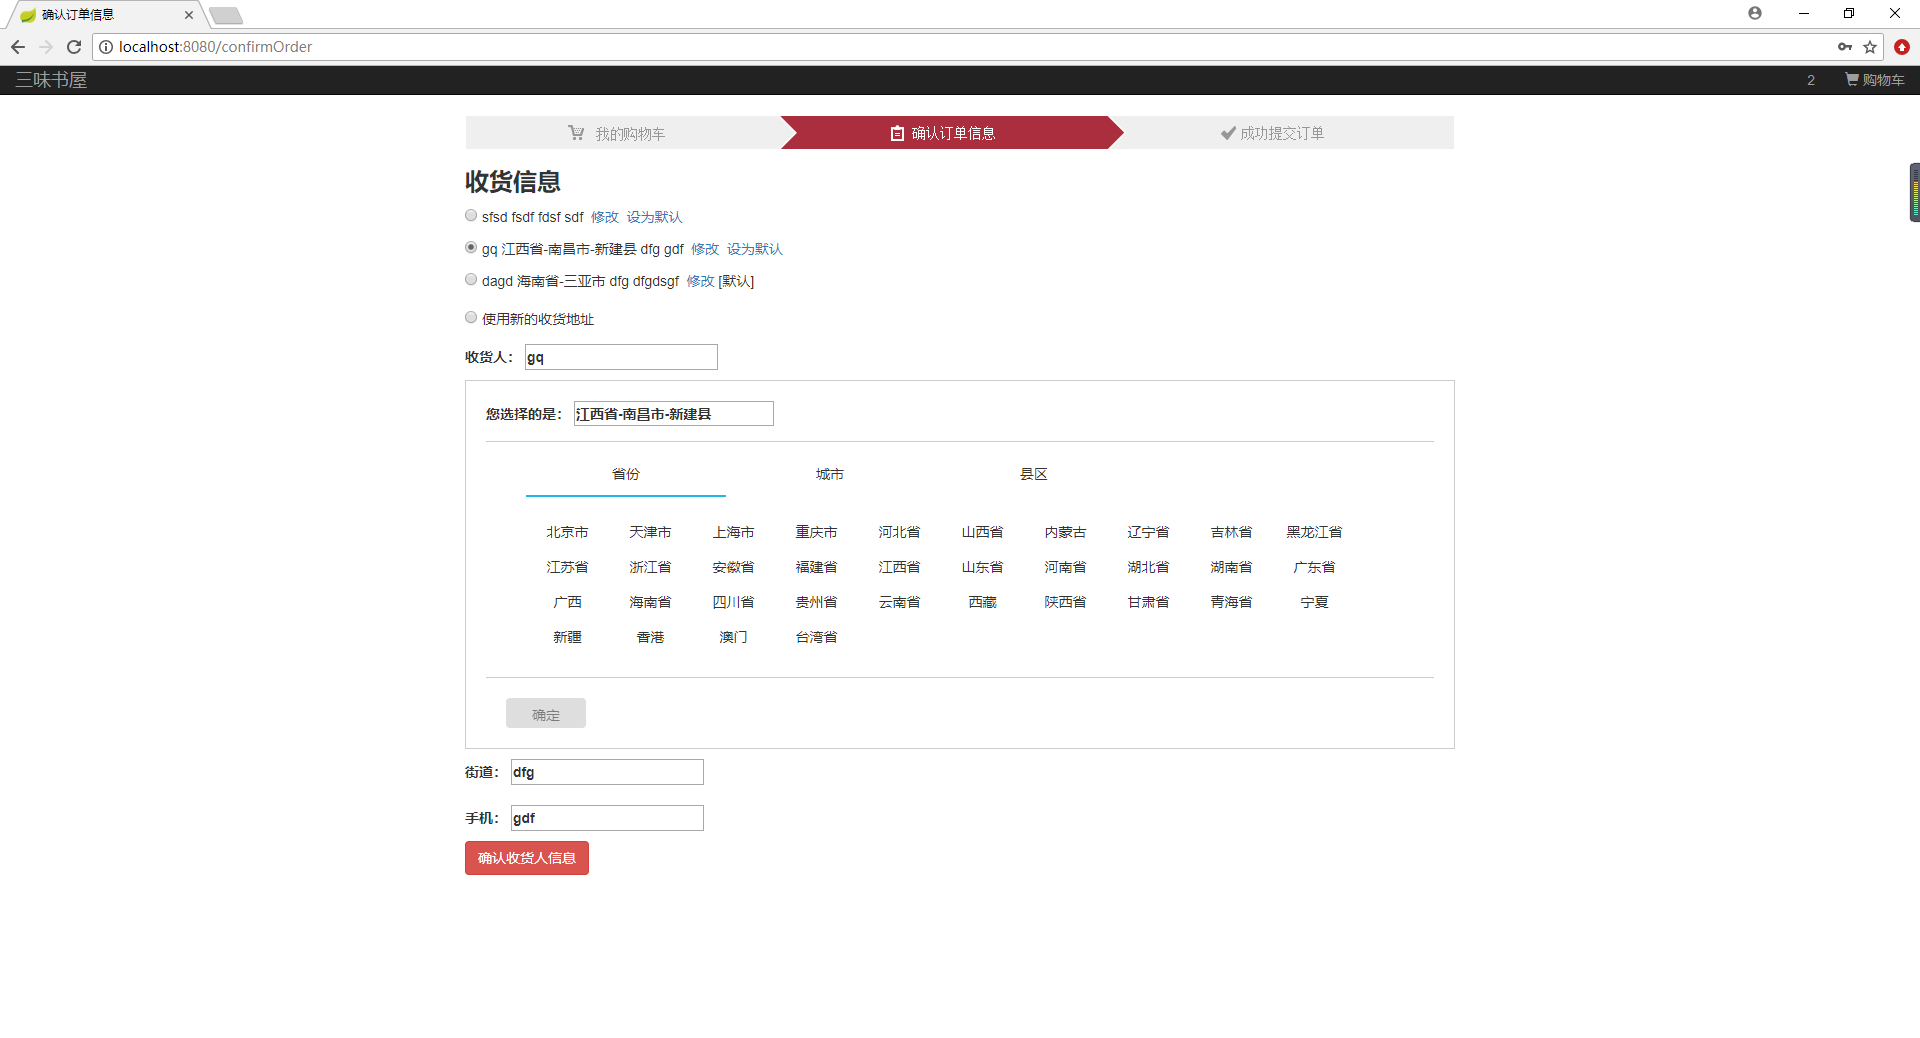 确认订单信息
localhost:8080/confirmOrder
三味书屋 2 购物车
我的购物车 确认订单信息 成功提交订单
收货信息
sfsd fsdf fdsf sdf 修改 设为默认
gq 江西省-南昌市-新建县 dfg gdf 修改 设为默认
dagd 海南省-三亚市 dfg dfgdsgf 修改 [默认]
使用新的收货地址
收货人： gq
您选择的是： 江西省-南昌市-新建县
省份 城市 县区
北京市 天津市 上海市 重庆市 河北省 山西省 内蒙古 辽宁省 吉林省 黑龙江省
江苏省 浙江省 安徽省 福建省 江西省 山东省 河南省 湖北省 湖南省 广东省
广西 海南省 四川省 贵州省 云南省 西藏 陕西省 甘肃省 青海省 宁夏
新疆 香港 澳门 台湾省
确定
街道： dfg
手机： gdf
确认收货人信息